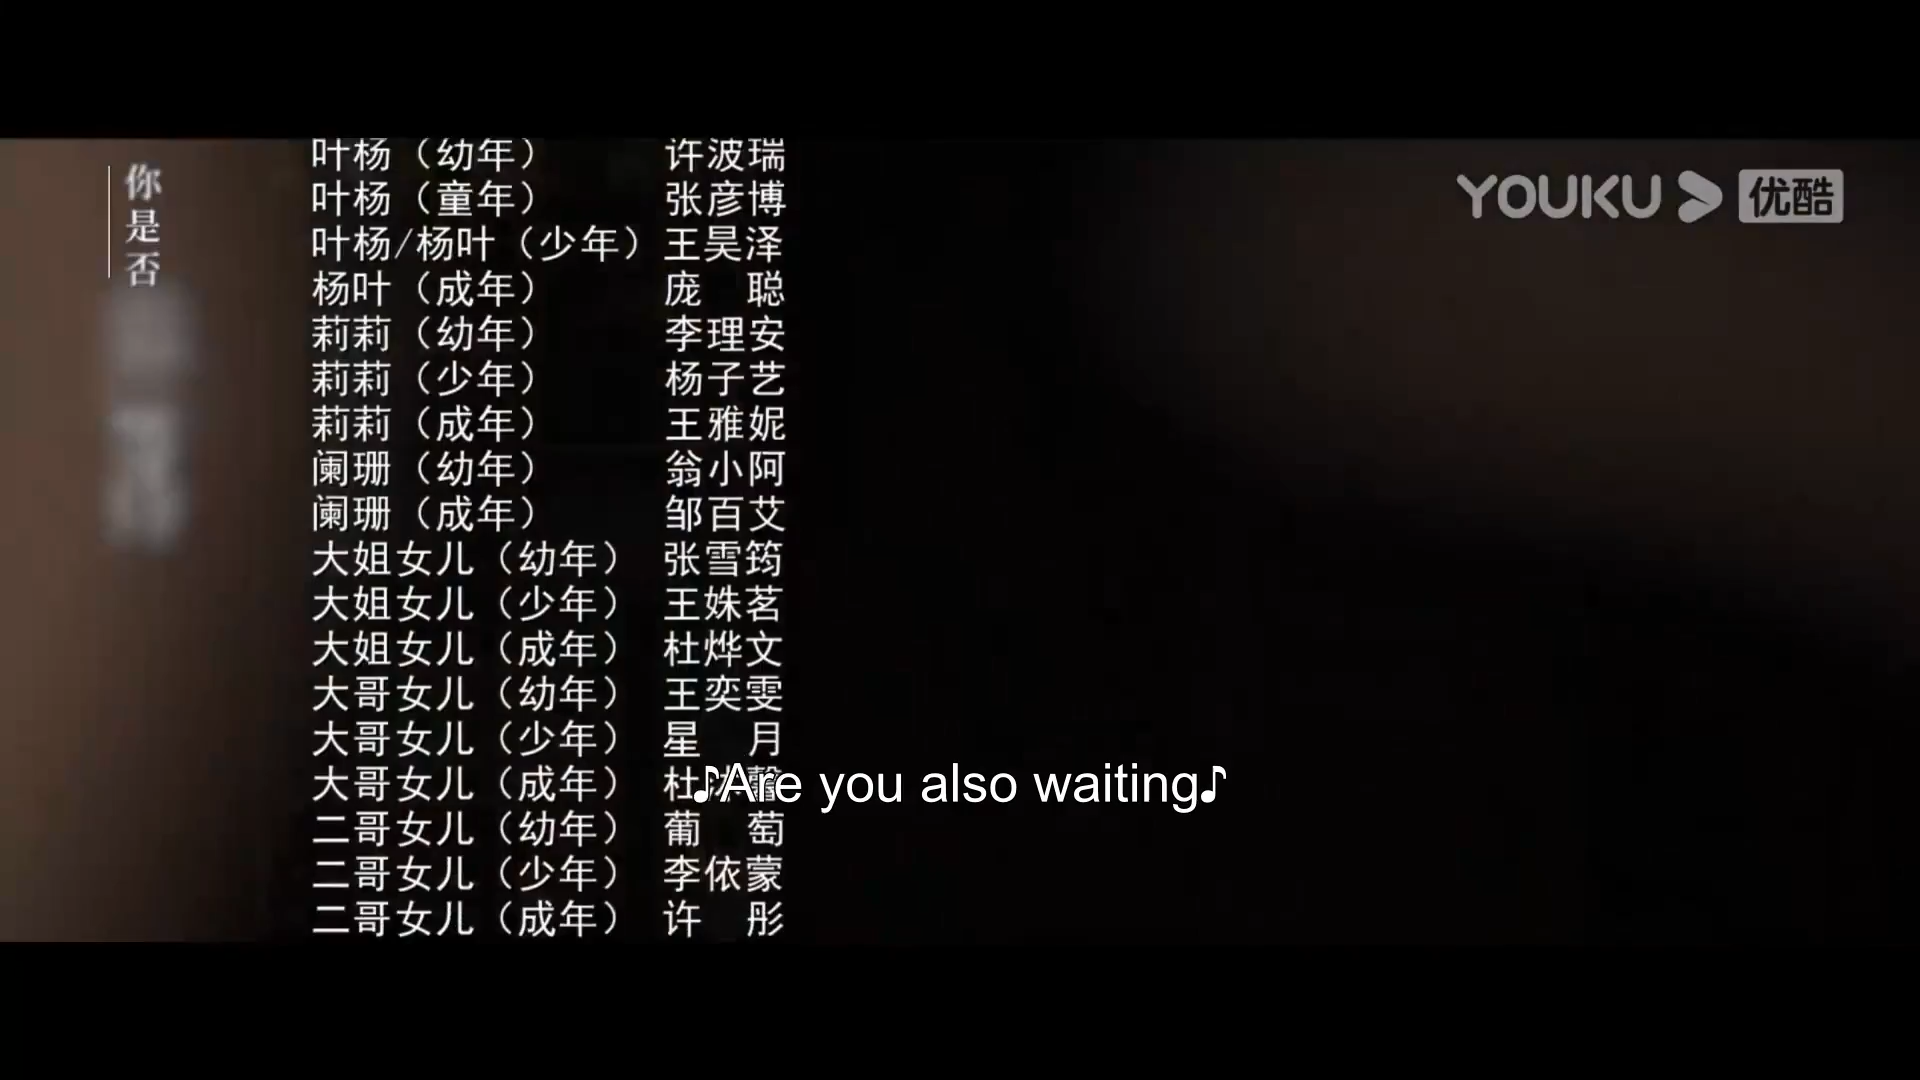 你是否
叶杨（幼年） 许波瑞
叶杨（童年） 张彦博
叶杨/杨叶（少年） 王昊泽
杨叶（成年） 庞 聪
莉莉（幼年） 李理安
莉莉（少年） 杨子艺
莉莉（成年） 王雅妮
阑珊（幼年） 翁小阿
阑珊（成年） 邹百艾
大姐女儿（幼年） 张雪筠
大姐女儿（少年） 王姝茗
大姐女儿（成年） 杜烨文
大哥女儿（幼年） 王奕雯
大哥女儿（少年） 星 月
大哥女儿（成年） 杜
♪Are you also waiting♪
二哥女儿（幼年） 葡 萄
二哥女儿（少年） 李依蒙
二哥女儿（成年） 许 彤
YOUKU 优酷